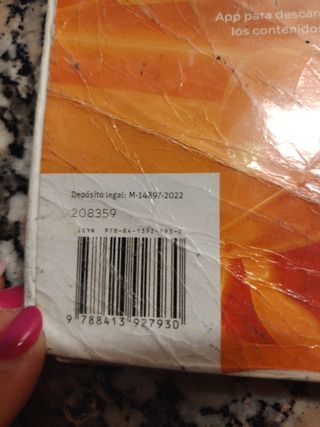 App para descar
los contenidos
Depósito legal: M-14897-2022
208359
ISBN 978-84-1392-793-0
9 788413 927930